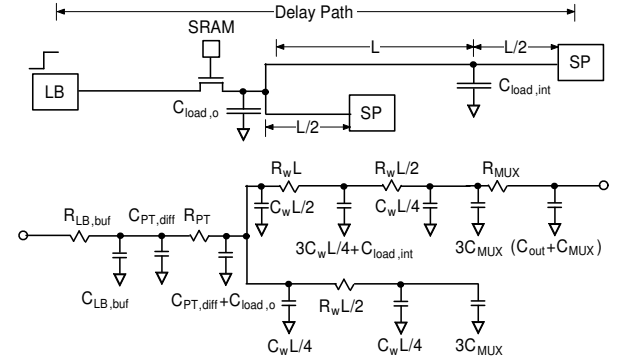 Delay Path
SRAM
L
L/2
LB
SP
C_load,o
C_load,int
SP
L/2
R_wL
R_wL/2
R_MUX
R_LB,buf
C_PT,diff
R_PT
C_wL/2
C_wL/4
3C_wL/4+C_load,int
3C_MUX
(C_out+C_MUX)
C_LB,buf
C_PT,diff+C_load,o
R_wL/2
C_wL/4
C_wL/4
3C_MUX